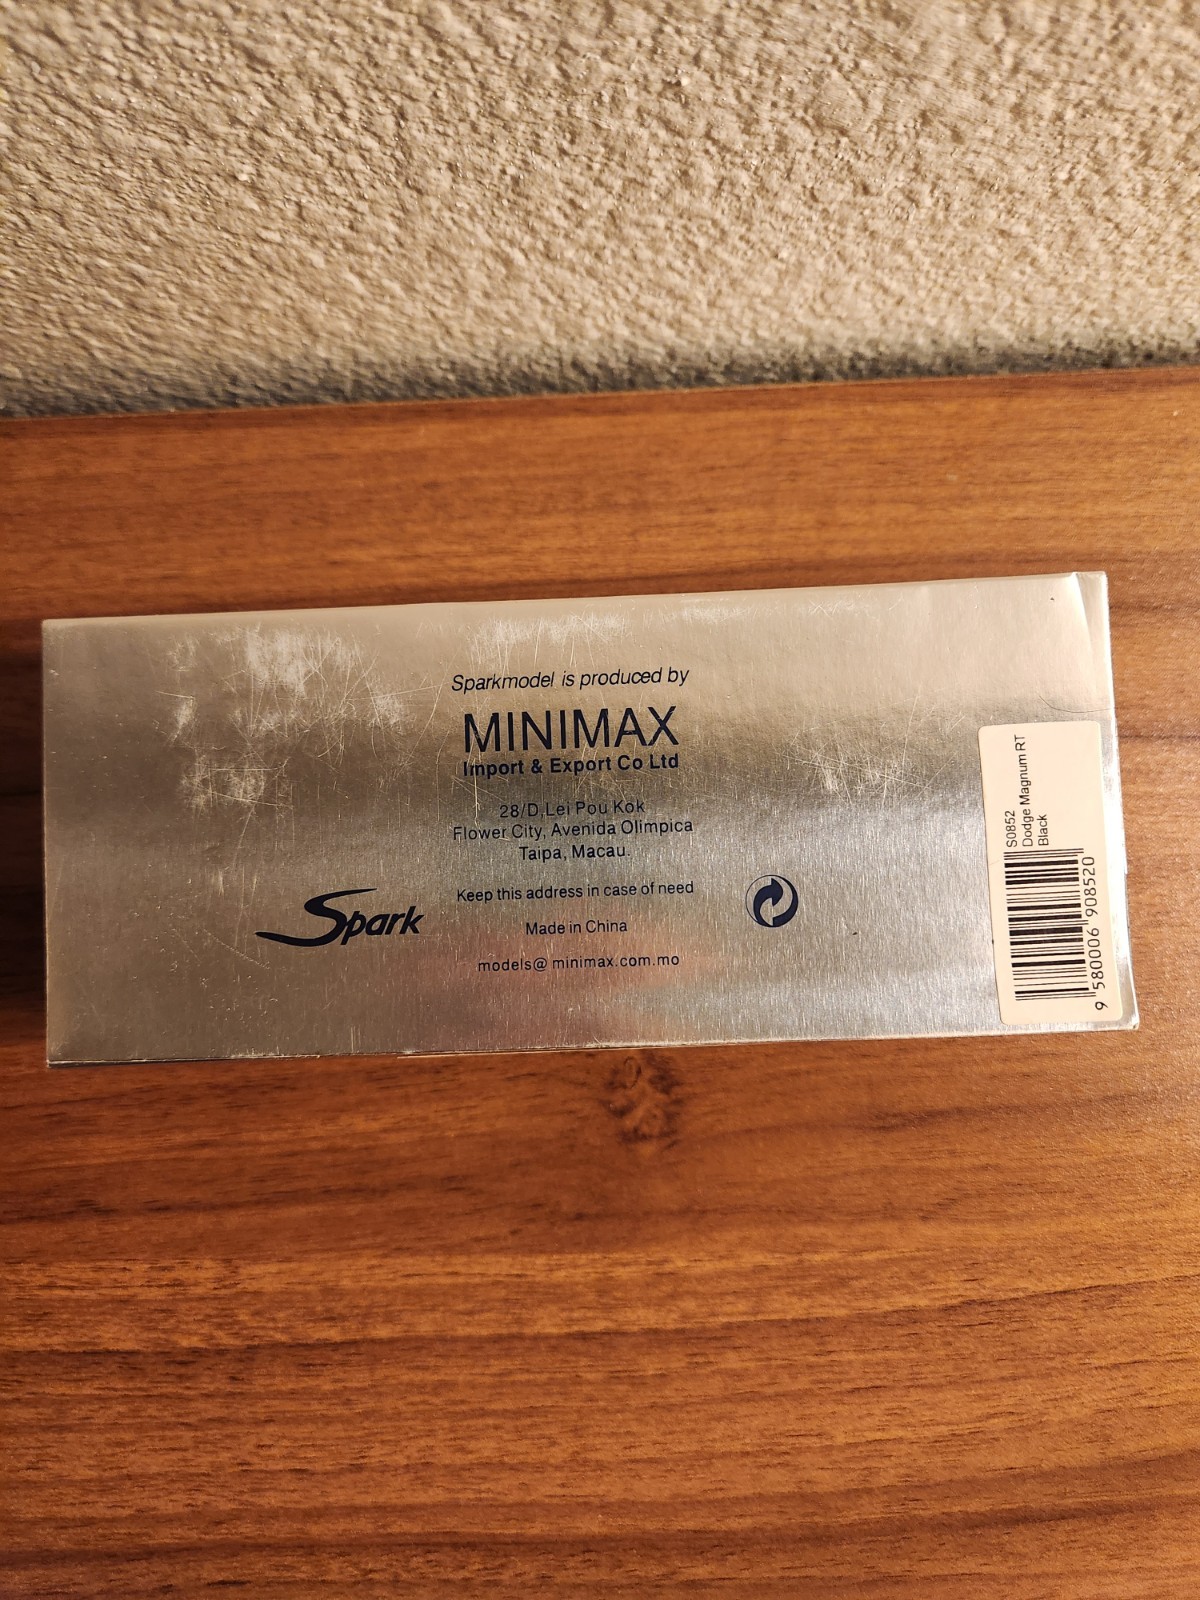 Sparkmodel is produced by
MINIMAX
Import & Export Co Ltd
28/D,Lei Pou Kok
Flower City, Avenida Olimpica
Taipa, Macau.
Keep this address in case of need
Made in China
models@ minimax.com.mo
Spark
S0852
Dodge Magnum RT
Black
9 580006 908520